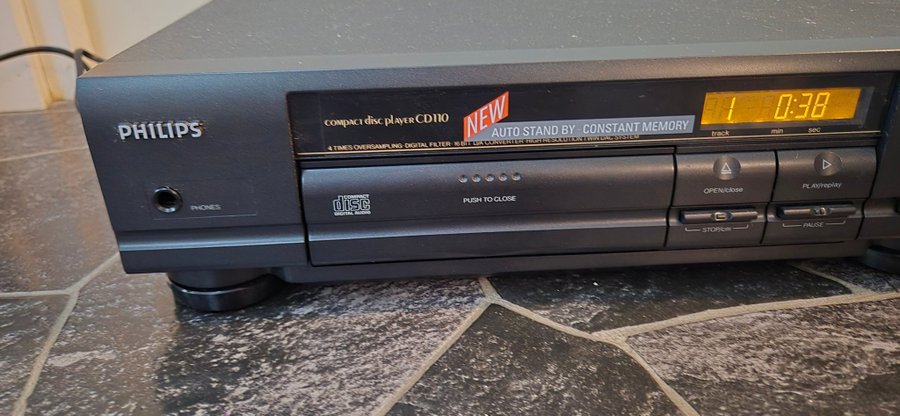 PHILIPS
PHONES
compact disc player CD110
NEW
AUTO STAND BY - CONSTANT MEMORY
4 TIMES OVERSAMPLING · DIGITAL FILTER · 16 BIT D/A CONVERTER HIGH RESOLUTION TWIN DAC SYSTEM
1 0:38
track min sec
COMPACT
disc
DIGITAL AUDIO
PUSH TO CLOSE
OPEN/close
PLAY/replay
STOP/cm
PAUSE